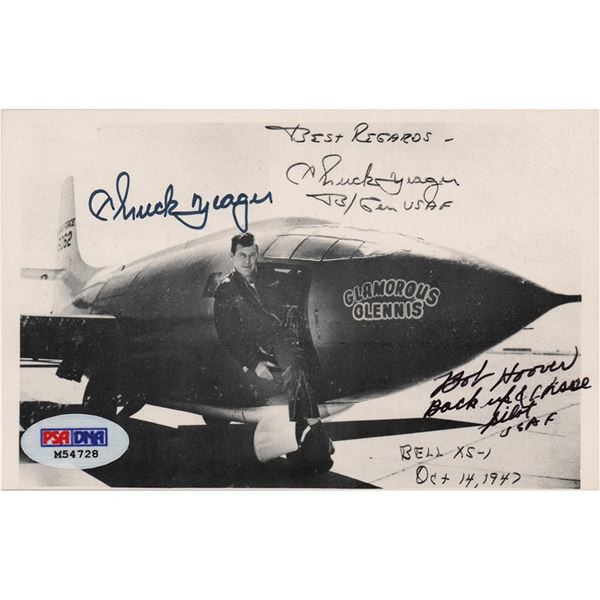 Best Regards -
Chuck Yeager
Chuck Yeager
B/Gen USAF
GLAMOROUS
GLENNIS
Bob Hoover
Back up & Chase
pilot
USAF
PSA DNA
M54728
BELL XS-1
Oct 14, 1947